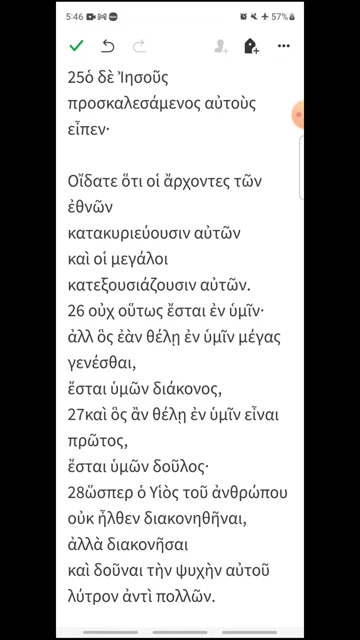 5:46
57%
25ὁ δὲ Ἰησοῦς
προσκαλεσάμενος αὐτοὺς
εἶπεν·
Οἴδατε ὅτι οἱ ἄρχοντες τῶν
ἐθνῶν
κατακυριεύουσιν αὐτῶν
καὶ οἱ μεγάλοι
κατεξουσιάζουσιν αὐτῶν.
26 οὐχ οὕτως ἔσται ἐν ὑμῖν·
ἀλλ ὃς ἐὰν θέλῃ ἐν ὑμῖν μέγας
γενέσθαι,
ἔσται ὑμῶν διάκονος,
27καὶ ὃς ἂν θέλῃ ἐν ὑμῖν εἶναι
πρῶτος,
ἔσται ὑμῶν δοῦλος·
28ὥσπερ ὁ Υἱὸς τοῦ ἀνθρώπου
οὐκ ἦλθεν διακονηθῆναι,
ἀλλὰ διακονῆσαι
καὶ δοῦναι τὴν ψυχὴν αὐτοῦ
λύτρον ἀντὶ πολλῶν.